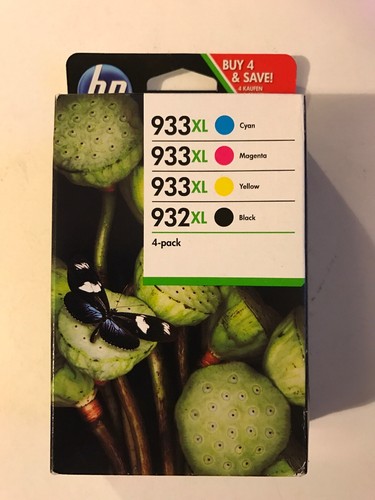 hp
BUY 4
& SAVE!
4 KAUFEN
933XL Cyan
933XL Magenta
933XL Yellow
932XL Black
4-pack